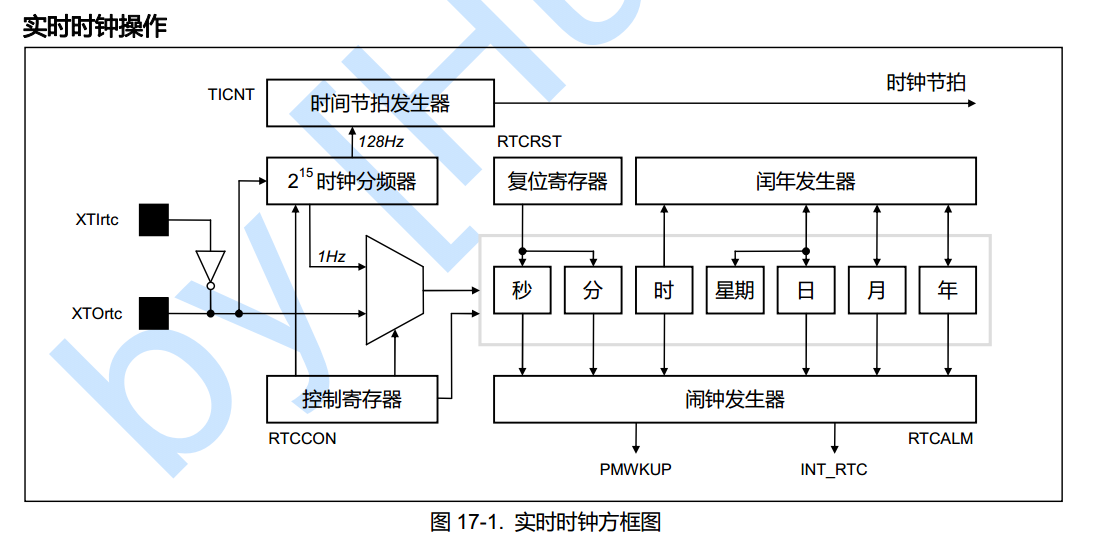 实时时钟操作
TICNT
时间节拍发生器
时钟节拍
128Hz
RTCRST
2^15 时钟分频器
复位寄存器
闰年发生器
XTIrtc
1Hz
秒
分
时
星期
日
月
年
XTOrtc
控制寄存器
闹钟发生器
RTCCON
RTCALM
PMWKUP
INT_RTC
图 17-1. 实时时钟方框图